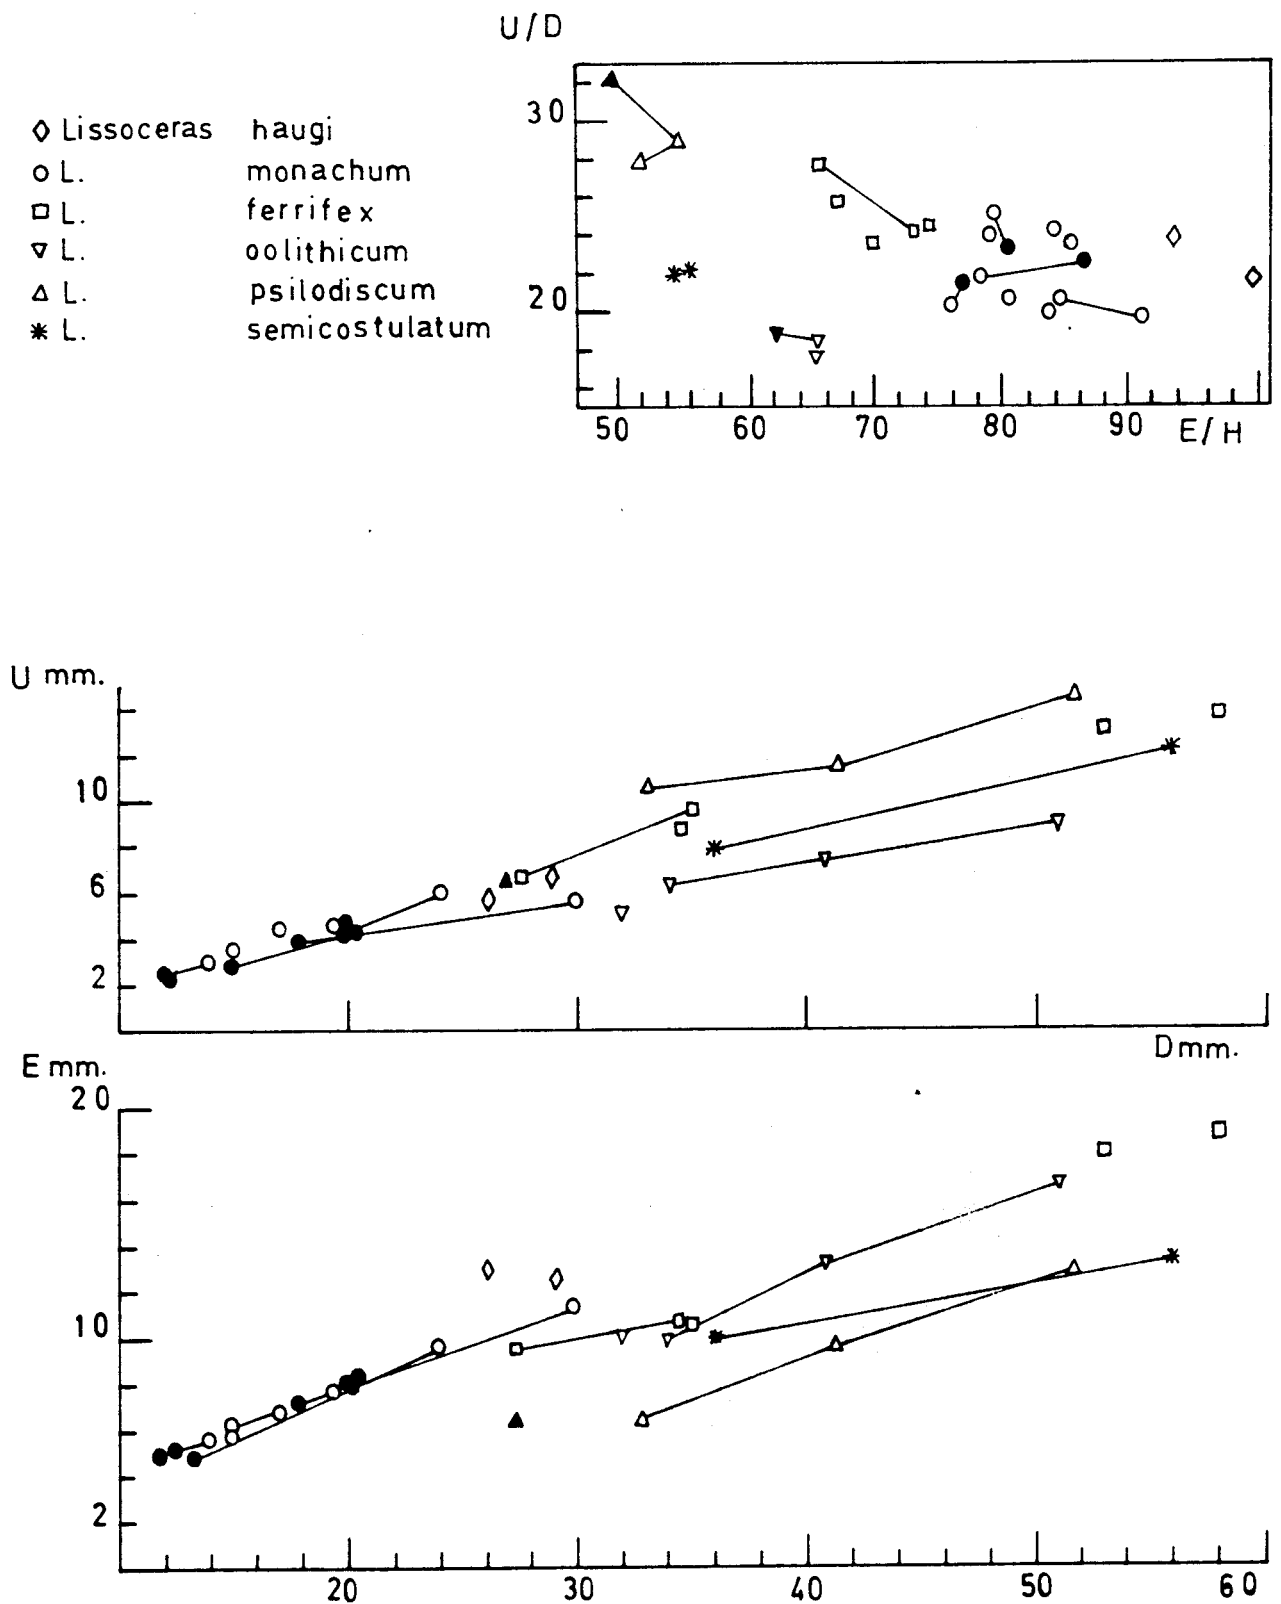 U/D
30
20
50 60 70 80 90 E/H
◇ Lissoceras haugi
○ L. monachum
□ L. ferrifex
▽ L. oolithicum
△ L. psilodiscum
✳ L. semicostulatum
U mm.
10
6
2
D mm.
E mm.
20
10
2
20 30 40 50 60